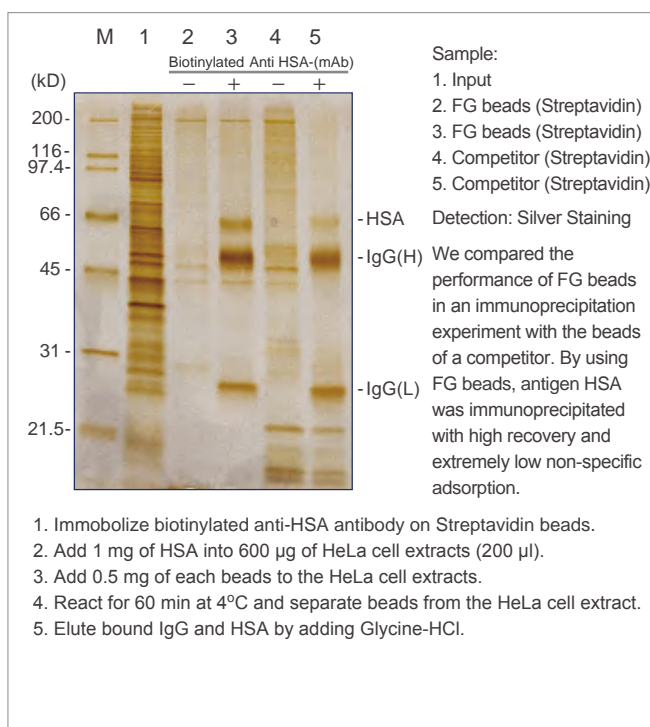 M 1 2 3 4 5
Biotinylated Anti HSA-(mAb)
(kD) − + − +
200-
116-
97.4-
66 -
45 -
31 -
21.5-
-HSA
-IgG(H)
-IgG(L)
Sample:
1. Input
2. FG beads (Streptavidin)
3. FG beads (Streptavidin)
4. Competitor (Streptavidin)
5. Competitor (Streptavidin)
Detection: Silver Staining
We compared the
performance of FG beads
in an immunoprecipitation
experiment with the beads
of a competitor. By using
FG beads, antigen HSA
was immunoprecipitated
with high recovery and
extremely low non-specific
adsorption.
1. Immobolize biotinylated anti-HSA antibody on Streptavidin beads.
2. Add 1 mg of HSA into 600 µg of HeLa cell extracts (200 µl).
3. Add 0.5 mg of each beads to the HeLa cell extracts.
4. React for 60 min at 4ºC and separate beads from the HeLa cell extract.
5. Elute bound IgG and HSA by adding Glycine-HCl.